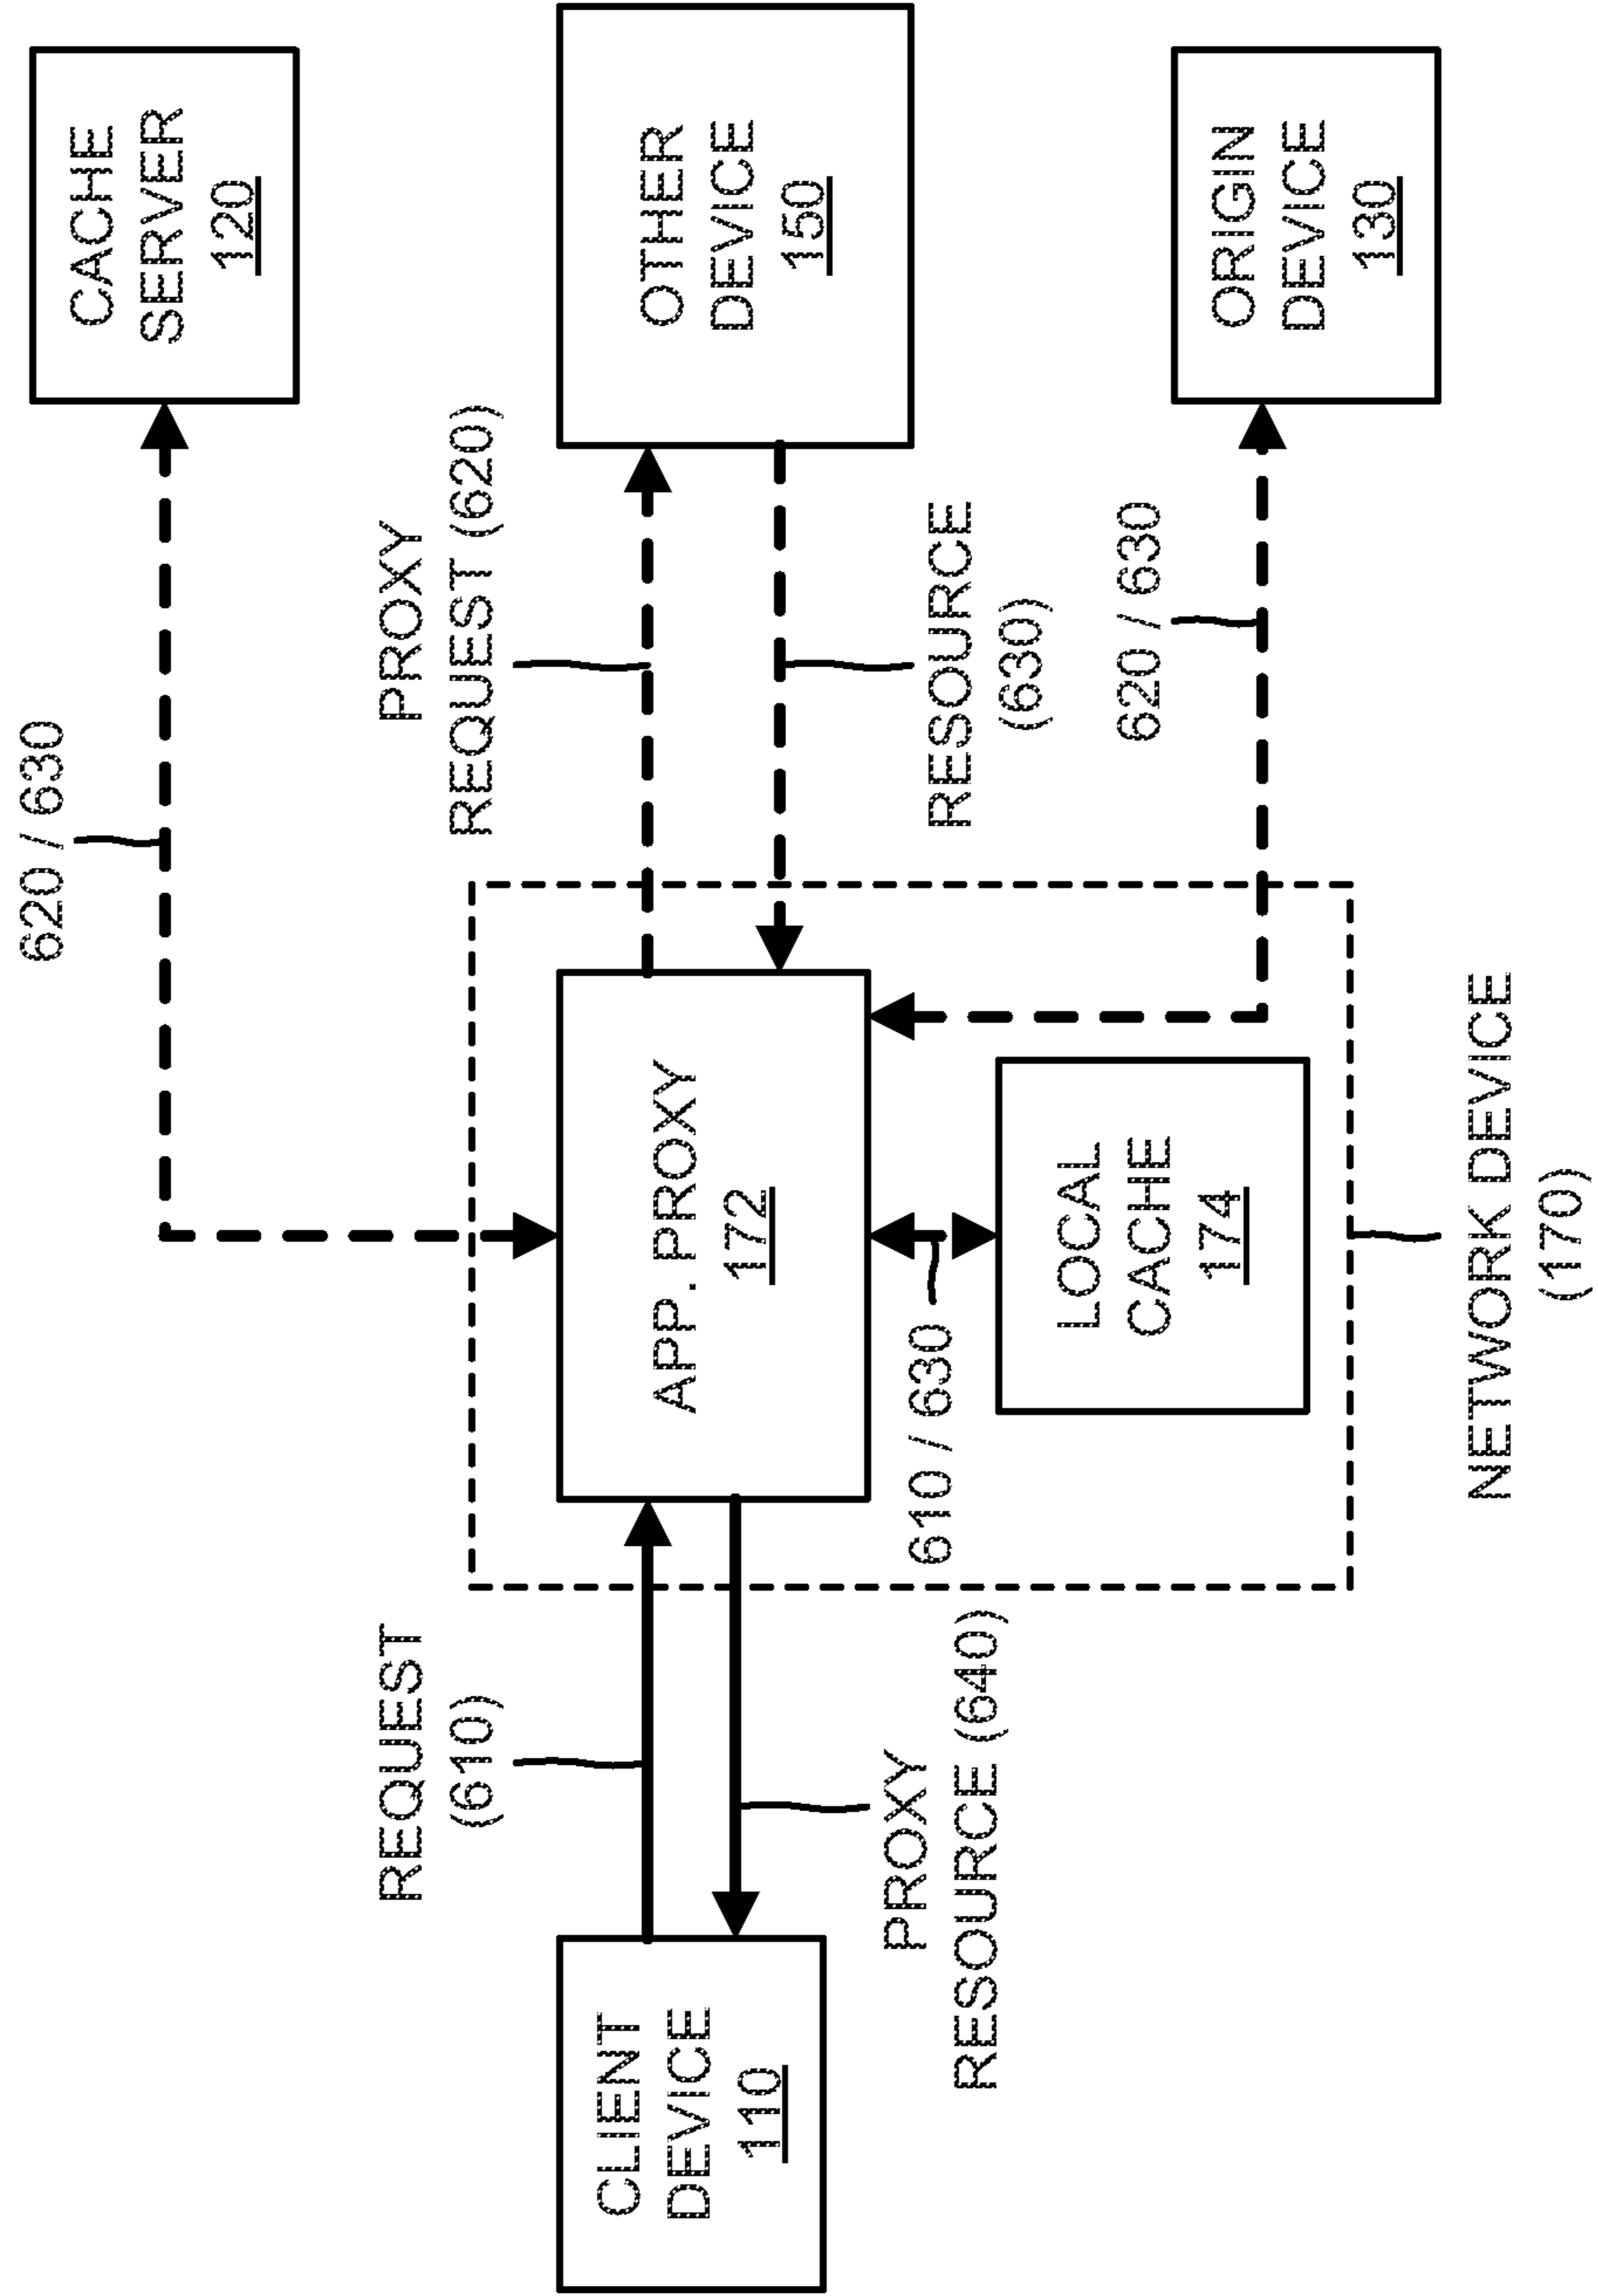 620 / 630
CACHE
SERVER
120
REQUEST
(610)
PROXY
REQUEST (620)
CLIENT
DEVICE
110
APP. PROXY
172
OTHER
DEVICE
150
PROXY
RESOURCE (640)
610 / 630
RESOURCE
(630)
LOCAL
CACHE
174
620 / 630
ORIGIN
DEVICE
130
NETWORK DEVICE
(170)